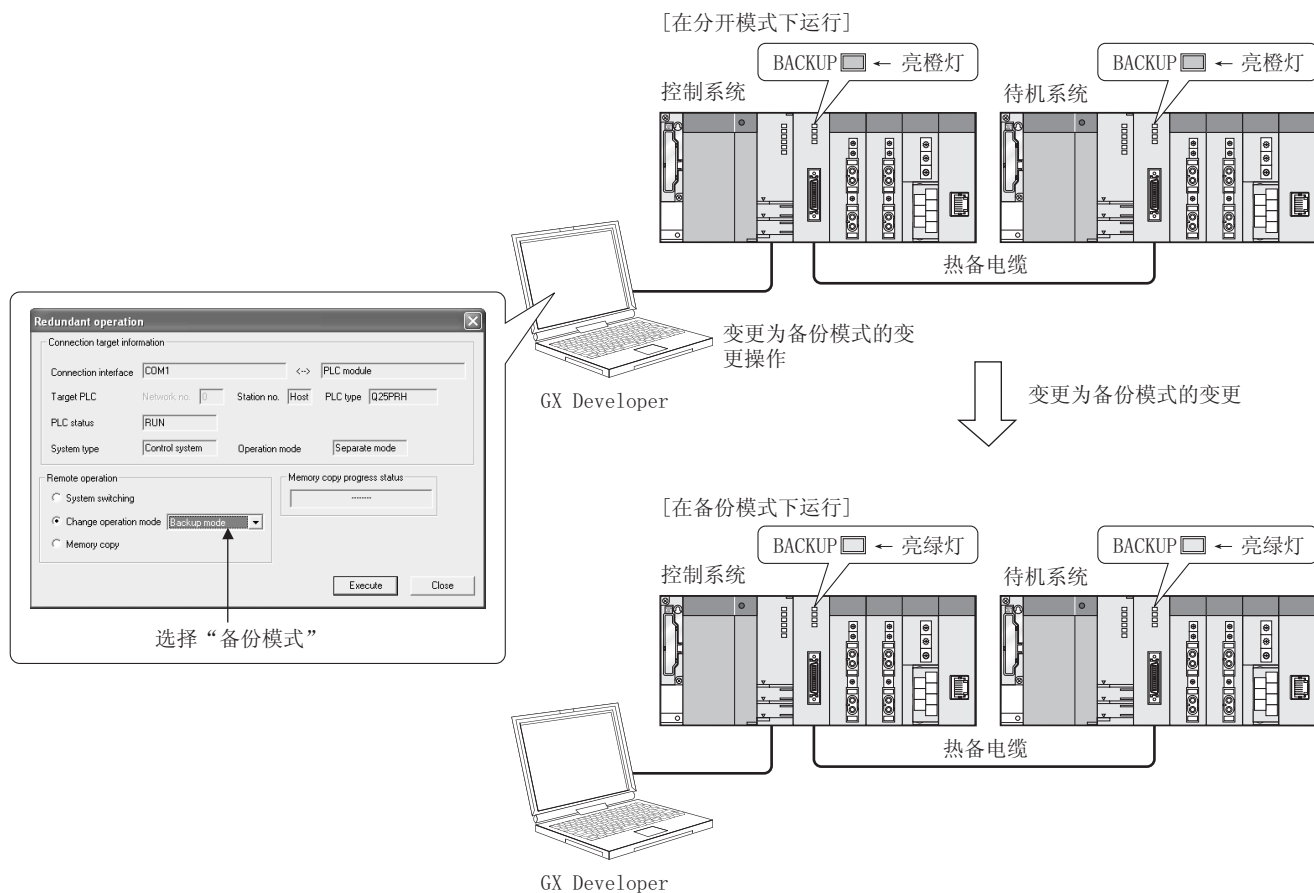 [在分开模式下运行]
BACKUP ← 亮橙灯
BACKUP ← 亮橙灯
控制系统
待机系统
热备电缆
变更为备份模式的变
更操作
GX Developer
变更为备份模式的变更
Redundant operation
Connection target information
Connection interface COM1 <--> PLC module
Target PLC Network no. 0 Station no. Host PLC type Q25PRH
PLC status RUN
System type Control system Operation mode Separate mode
Remote operation
System switching
Change operation mode Backup mode
Memory copy
Memory copy progress status
--------
Execute Close
选择“备份模式”
[在备份模式下运行]
BACKUP ← 亮绿灯
BACKUP ← 亮绿灯
控制系统
待机系统
热备电缆
GX Developer